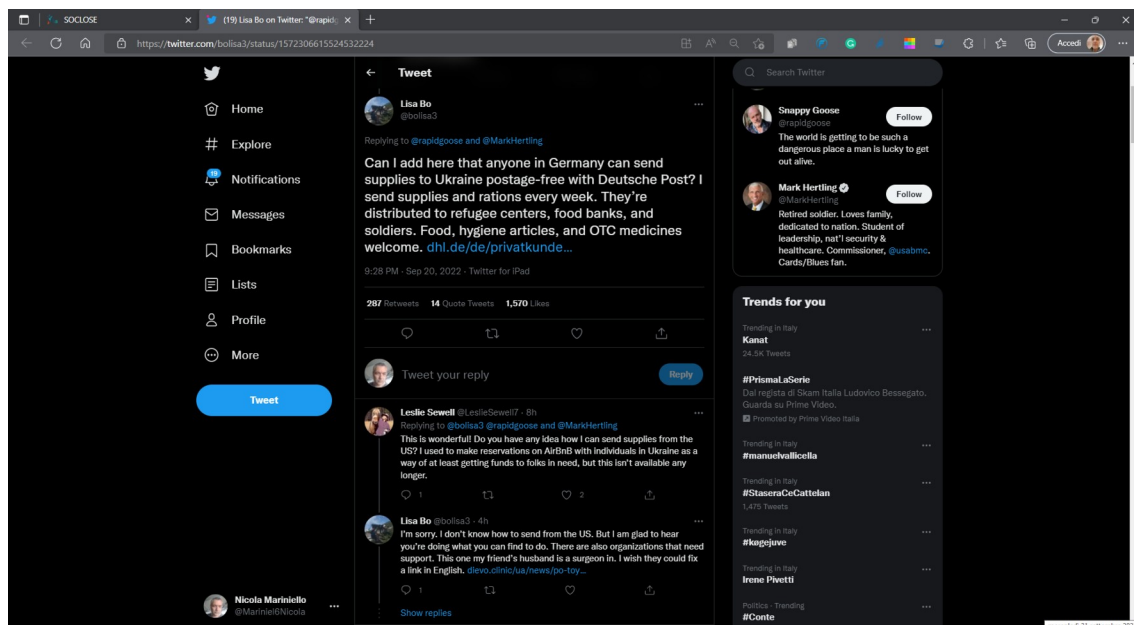 SOCLOSE
(19) Lisa Bo on Twitter: "@rapidg
https://twitter.com/bolisa3/status/1572306615524532224
Accedi
Home
Explore
19
Notifications
Messages
Bookmarks
Lists
Profile
More
Tweet
Nicola Mariniello
@Mariniel6Nicola
Tweet
Lisa Bo
@bolisa3
Replying to @rapidgoose and @MarkHertling
Can I add here that anyone in Germany can send
supplies to Ukraine postage-free with Deutsche Post? I
send supplies and rations every week. They're
distributed to refugee centers, food banks, and
soldiers. Food, hygiene articles, and OTC medicines
welcome. dhl.de/de/privatkunde...
9:28 PM · Sep 20, 2022 · Twitter for iPad
287 Retweets 14 Quote Tweets 1,570 Likes
Tweet your reply
Reply
Leslie Sewell @LeslieSewell7 · 8h
Replying to @bolisa3 @rapidgoose and @MarkHertling
This is wonderful! Do you have any idea how I can send supplies from the
US? I used to make reservations on AirBnB with individuals in Ukraine as a
way of at least getting funds to folks in need, but this isn't available any
longer.
1 2
Lisa Bo @bolisa3 · 4h
I'm sorry. I don't know how to send from the US. But I am glad to hear
you're doing what you can find to do. There are also organizations that need
support. This one my friend's husband is a surgeon in. I wish they could fix
a link in English. dievo.clinic/ua/news/po-toy...
1
Show replies
Search Twitter
Snappy Goose
@rapidgoose
Follow
The world is getting to be such a
dangerous place a man is lucky to get
out alive.
Mark Hertling
@MarkHertling
Follow
Retired soldier. Loves family,
dedicated to nation. Student of
leadership, nat'l security &
healthcare. Commissioner, @usabmc.
Cards/Blues fan.
Trends for you
Trending in Italy
Kanat
24.5K Tweets
#PrismaLaSerie
Dal regista di Skam Italia Ludovico Bessegato.
Guarda su Prime Video.
Promoted by Prime Video Italia
Trending in Italy
#manuelvallicella
Trending in Italy
#StaseraCeCattelan
1,475 Tweets
Trending in Italy
#køgejuve
Trending in Italy
Irene Pivetti
Politics · Trending
#Conte